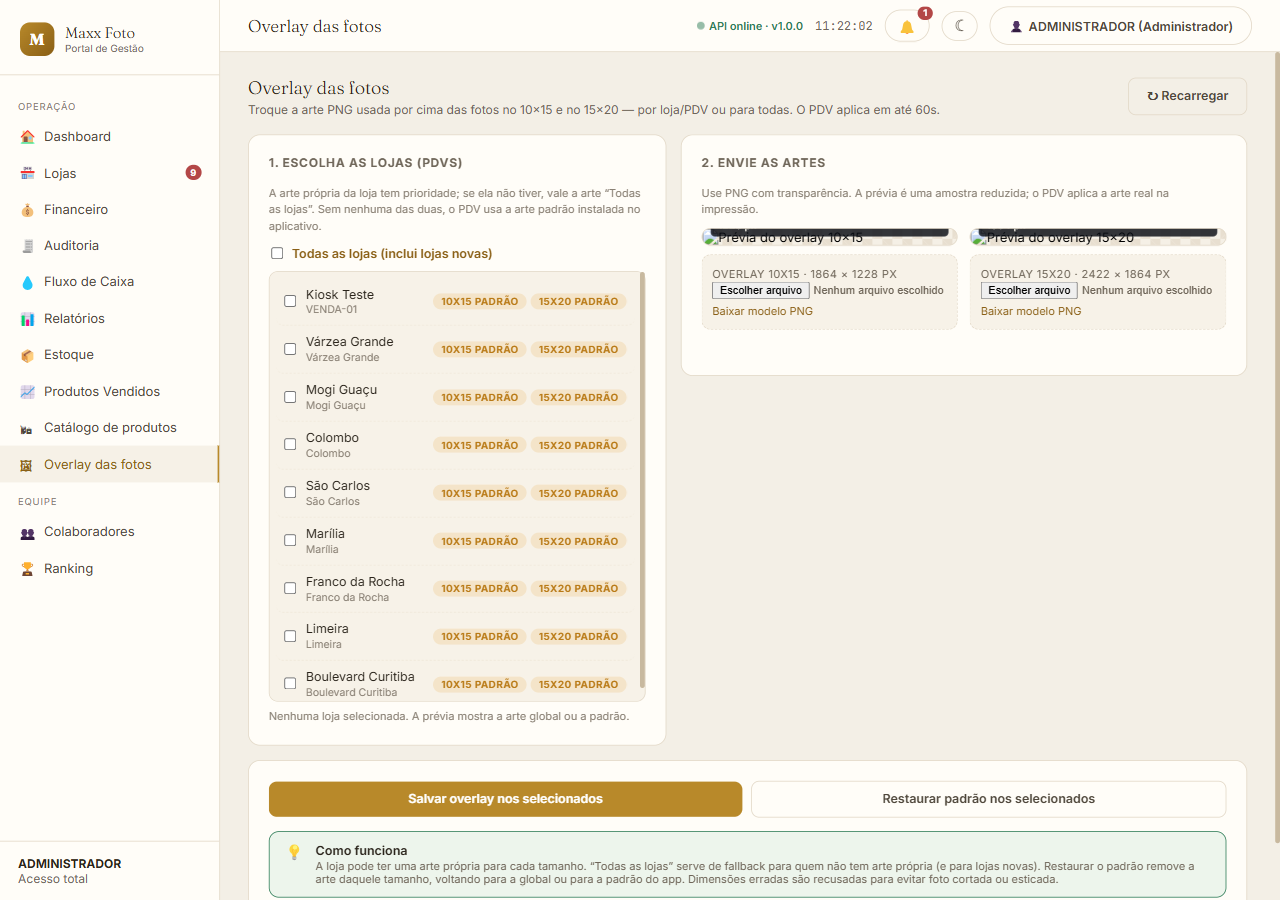 M
Maxx Foto
Portal de Gestão
OPERAÇÃO
Dashboard
Lojas
9
Financeiro
Auditoria
Fluxo de Caixa
Relatórios
Estoque
Produtos Vendidos
Catálogo de produtos
Overlay das fotos
EQUIPE
Colaboradores
Ranking
ADMINISTRADOR
Acesso total
Overlay das fotos
API online · v1.0.0
11:22:02
1
ADMINISTRADOR (Administrador)
Overlay das fotos
Troque a arte PNG usada por cima das fotos no 10×15 e no 15×20 — por loja/PDV ou para todas. O PDV aplica em até 60s.
↻ Recarregar
1. ESCOLHA AS LOJAS (PDVS)
A arte própria da loja tem prioridade; se ela não tiver, vale a arte “Todas
as lojas”. Sem nenhuma das duas, o PDV usa a arte padrão instalada no
aplicativo.
Todas as lojas (inclui lojas novas)
Kiosk Teste
VENDA-01
10X15 PADRÃO 15X20 PADRÃO
Várzea Grande
Várzea Grande
10X15 PADRÃO 15X20 PADRÃO
Mogi Guaçu
Mogi Guaçu
10X15 PADRÃO 15X20 PADRÃO
Colombo
Colombo
10X15 PADRÃO 15X20 PADRÃO
São Carlos
São Carlos
10X15 PADRÃO 15X20 PADRÃO
Marília
Marília
10X15 PADRÃO 15X20 PADRÃO
Franco da Rocha
Franco da Rocha
10X15 PADRÃO 15X20 PADRÃO
Limeira
Limeira
10X15 PADRÃO 15X20 PADRÃO
Boulevard Curitiba
Boulevard Curitiba
10X15 PADRÃO 15X20 PADRÃO
Nenhuma loja selecionada. A prévia mostra a arte global ou a padrão.
2. ENVIE AS ARTES
Use PNG com transparência. A prévia é uma amostra reduzida; o PDV aplica a arte real na
impressão.
Prévia do overlay 10×15
Prévia do overlay 15×20
OVERLAY 10X15 · 1864 × 1228 PX
Escolher arquivo Nenhum arquivo escolhido
Baixar modelo PNG
OVERLAY 15X20 · 2422 × 1864 PX
Escolher arquivo Nenhum arquivo escolhido
Baixar modelo PNG
Salvar overlay nos selecionados
Restaurar padrão nos selecionados
Como funciona
A loja pode ter uma arte própria para cada tamanho. “Todas as lojas” serve de fallback para quem não tem arte própria (e para lojas novas). Restaurar o padrão remove a
arte daquele tamanho, voltando para a global ou para a padrão do app. Dimensões erradas são recusadas para evitar foto cortada ou esticada.